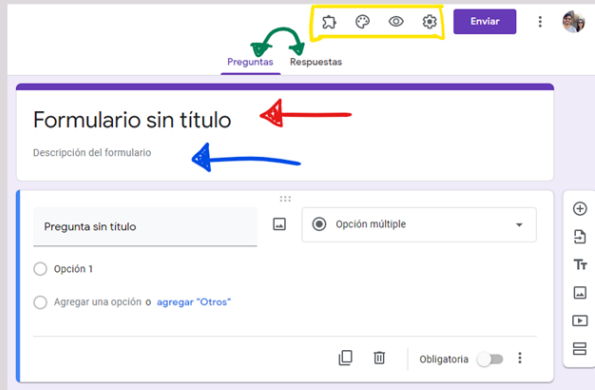 Enviar
Preguntas Respuestas
Formulario sin título
Descripción del formulario
Pregunta sin título
Opción múltiple
Opción 1
Agregar una opción o agregar "Otros"
Obligatoria
Tт